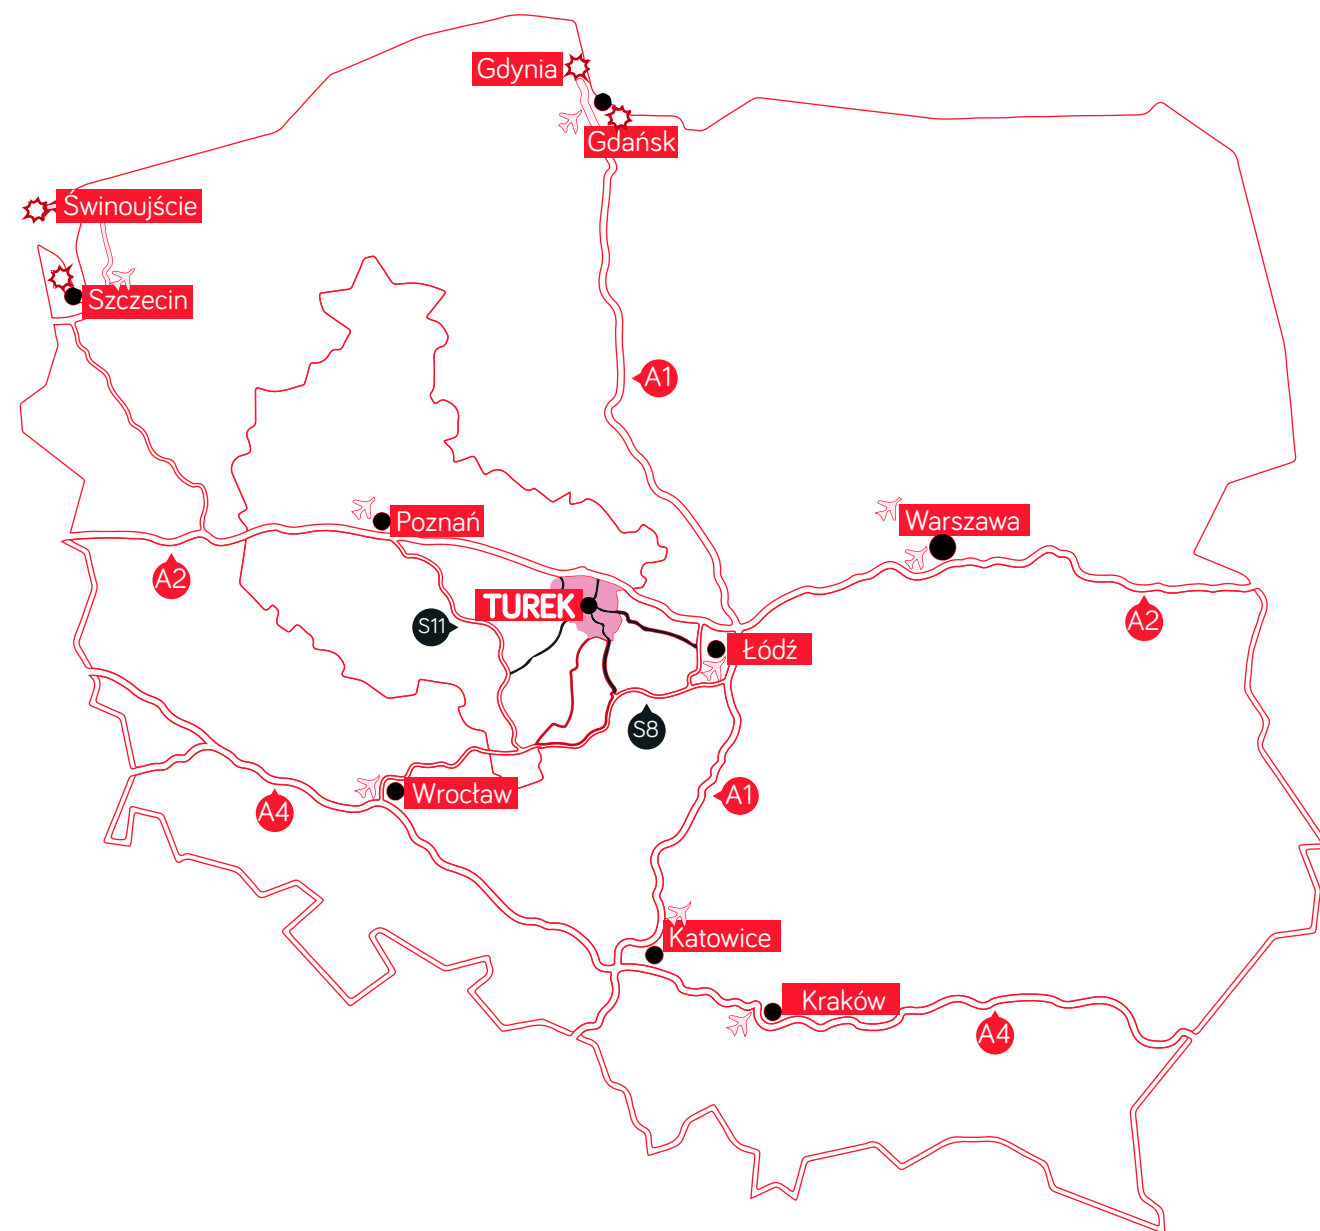 Gdynia
Gdańsk
Świnoujście
Szczecin
A1
Poznań
Warszawa
A2
TUREK
S11
A2
Łódź
S8
Wrocław
A4
A1
Katowice
Kraków
A4